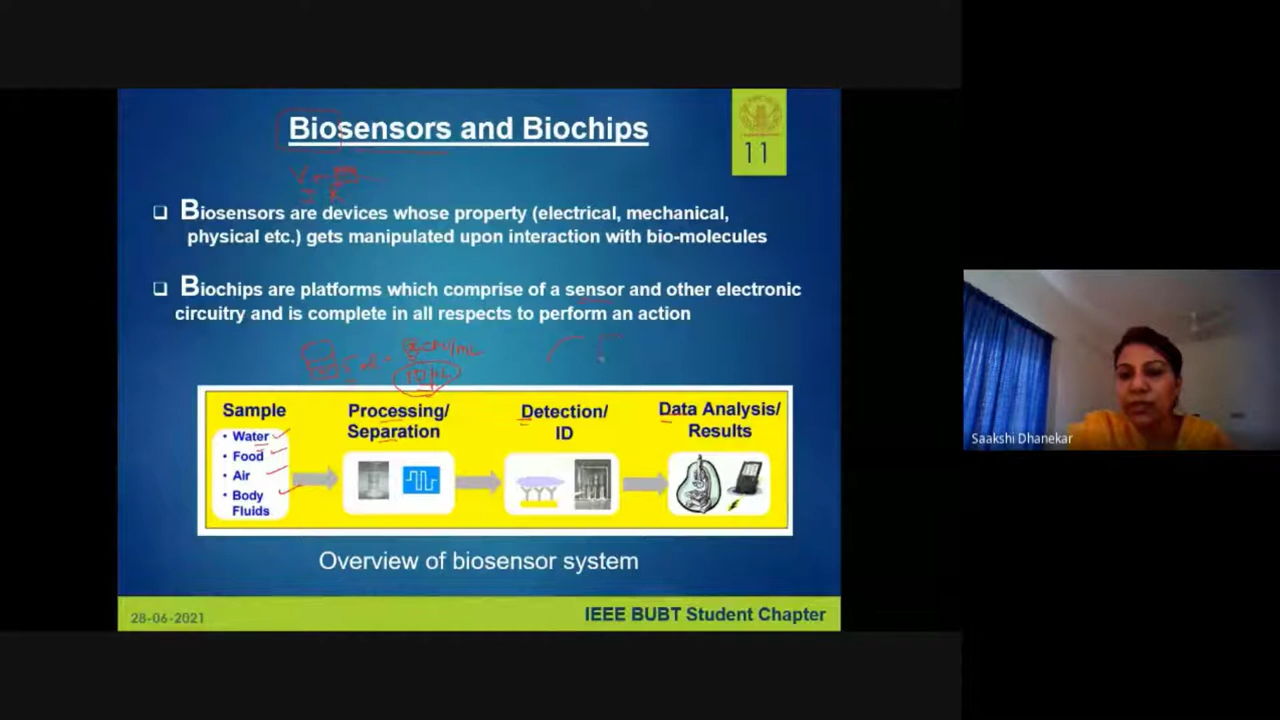 Biosensors and Biochips
11
❑ Biosensors are devices whose property (electrical, mechanical,
physical etc.) gets manipulated upon interaction with bio-molecules
❑ Biochips are platforms which comprise of a sensor and other electronic
circuitry and is complete in all respects to perform an action
Sample
• Water
• Food
• Air
• Body
Fluids
Processing/
Separation
Detection/
ID
Data Analysis/
Results
Overview of biosensor system
28-06-2021
IEEE BUBT Student Chapter
Saakshi Dhanekar